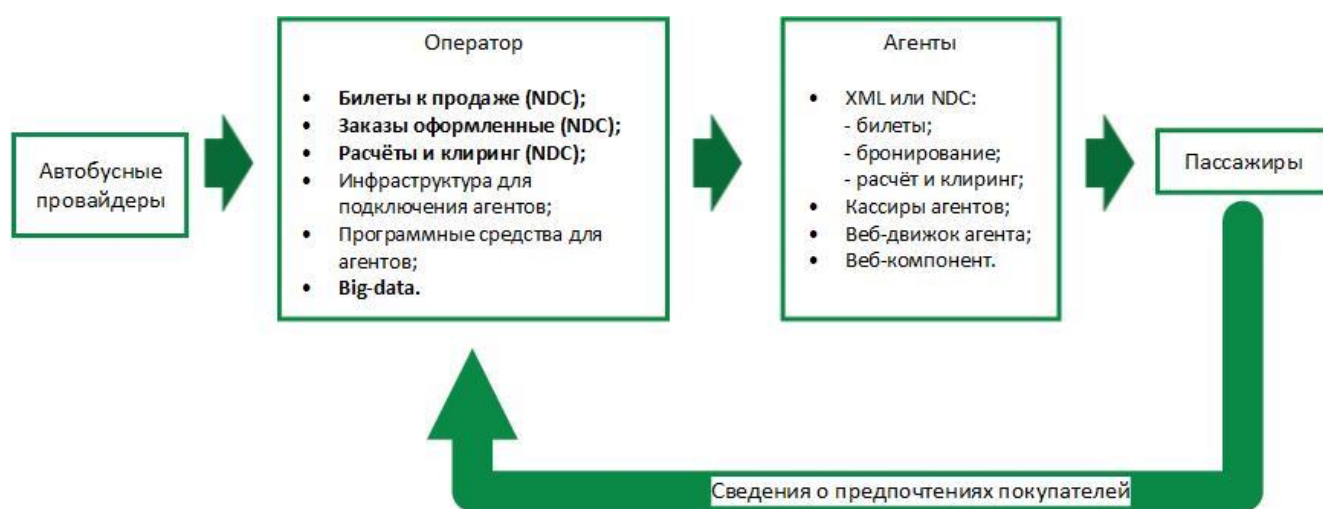 Автобусные
провайдеры
Оператор
• Билеты к продаже (NDC);
• Заказы оформленные (NDC);
• Расчёты и клиринг (NDC);
• Инфраструктура для
подключения агентов;
• Программные средства для
агентов;
• Big-data.
Агенты
• XML или NDC:
- билеты;
- бронирование;
- расчёт и клиринг;
• Кассиры агентов;
• Веб-движок агента;
• Веб-компонент.
Пассажиры
Сведения о предпочтениях покупателей